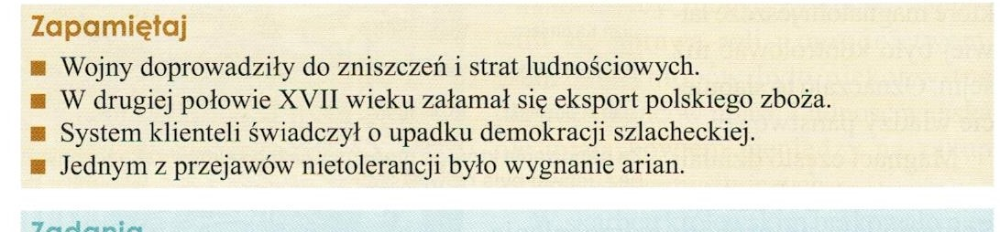 Zapamiętaj
Wojny doprowadziły do zniszczeń i strat ludnościowych.
W drugiej połowie XVII wieku załamał się eksport polskiego zboża.
System klienteli świadczył o upadku demokracji szlacheckiej.
Jednym z przejawów nietolerancji było wygnanie arian.
Zadania